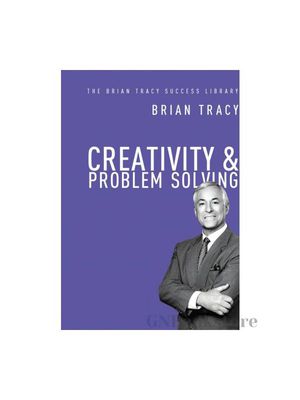 THE BRIAN TRACY SUCCESS LIBRARY
BRIAN TRACY
CREATIVITY &
PROBLEM SOLVING